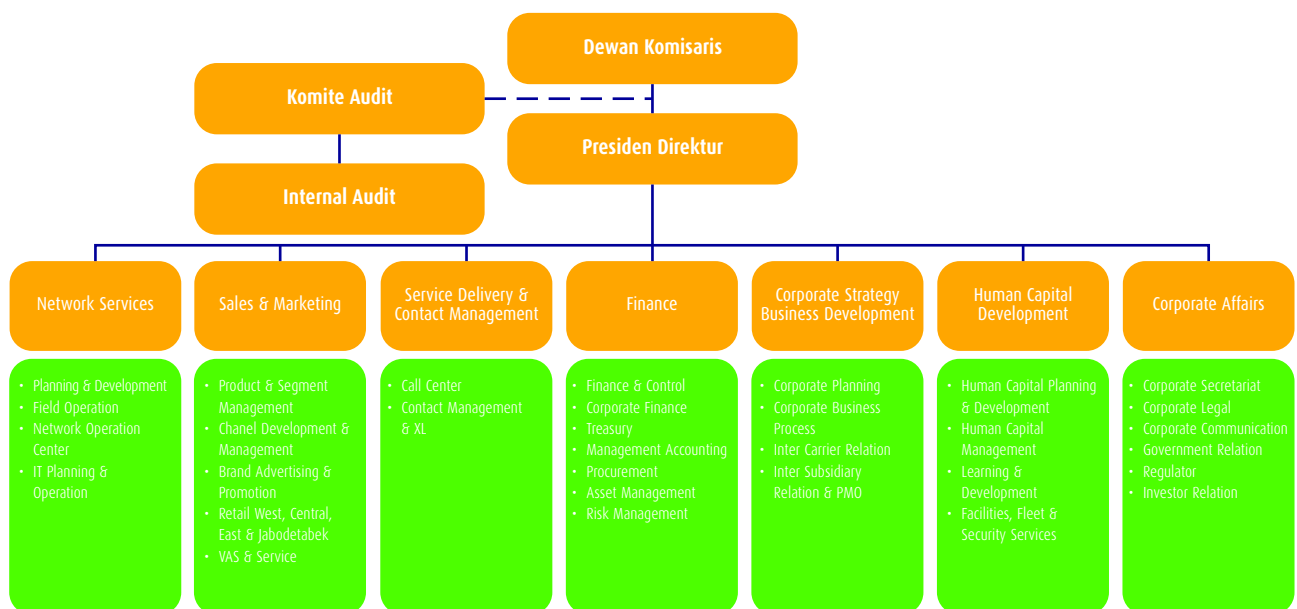 Dewan Komisaris
Komite Audit
Presiden Direktur
Internal Audit
Network Services
Sales & Marketing
Service Delivery &
Contact Management
Finance
Corporate Strategy
Business Development
Human Capital
Development
Corporate Affairs
• Planning & Development
• Field Operation
• Network Operation
Center
• IT Planning &
Operation
• Product & Segment
Management
• Chanel Development &
Management
• Brand Advertising &
Promotion
• Retail West, Central,
East & Jabodetabek
• VAS & Service
• Call Center
• Contact Management
& XL
• Finance & Control
• Corporate Finance
• Treasury
• Management Accounting
• Procurement
• Asset Management
• Risk Management
• Corporate Planning
• Corporate Business
Process
• Inter Carrier Relation
• Inter Subsidiary
Relation & PMO
• Human Capital Planning
& Development
• Human Capital
Management
• Learning &
Development
• Facilities, Fleet &
Security Services
• Corporate Secretariat
• Corporate Legal
• Corporate Communication
• Government Relation
• Regulator
• Investor Relation